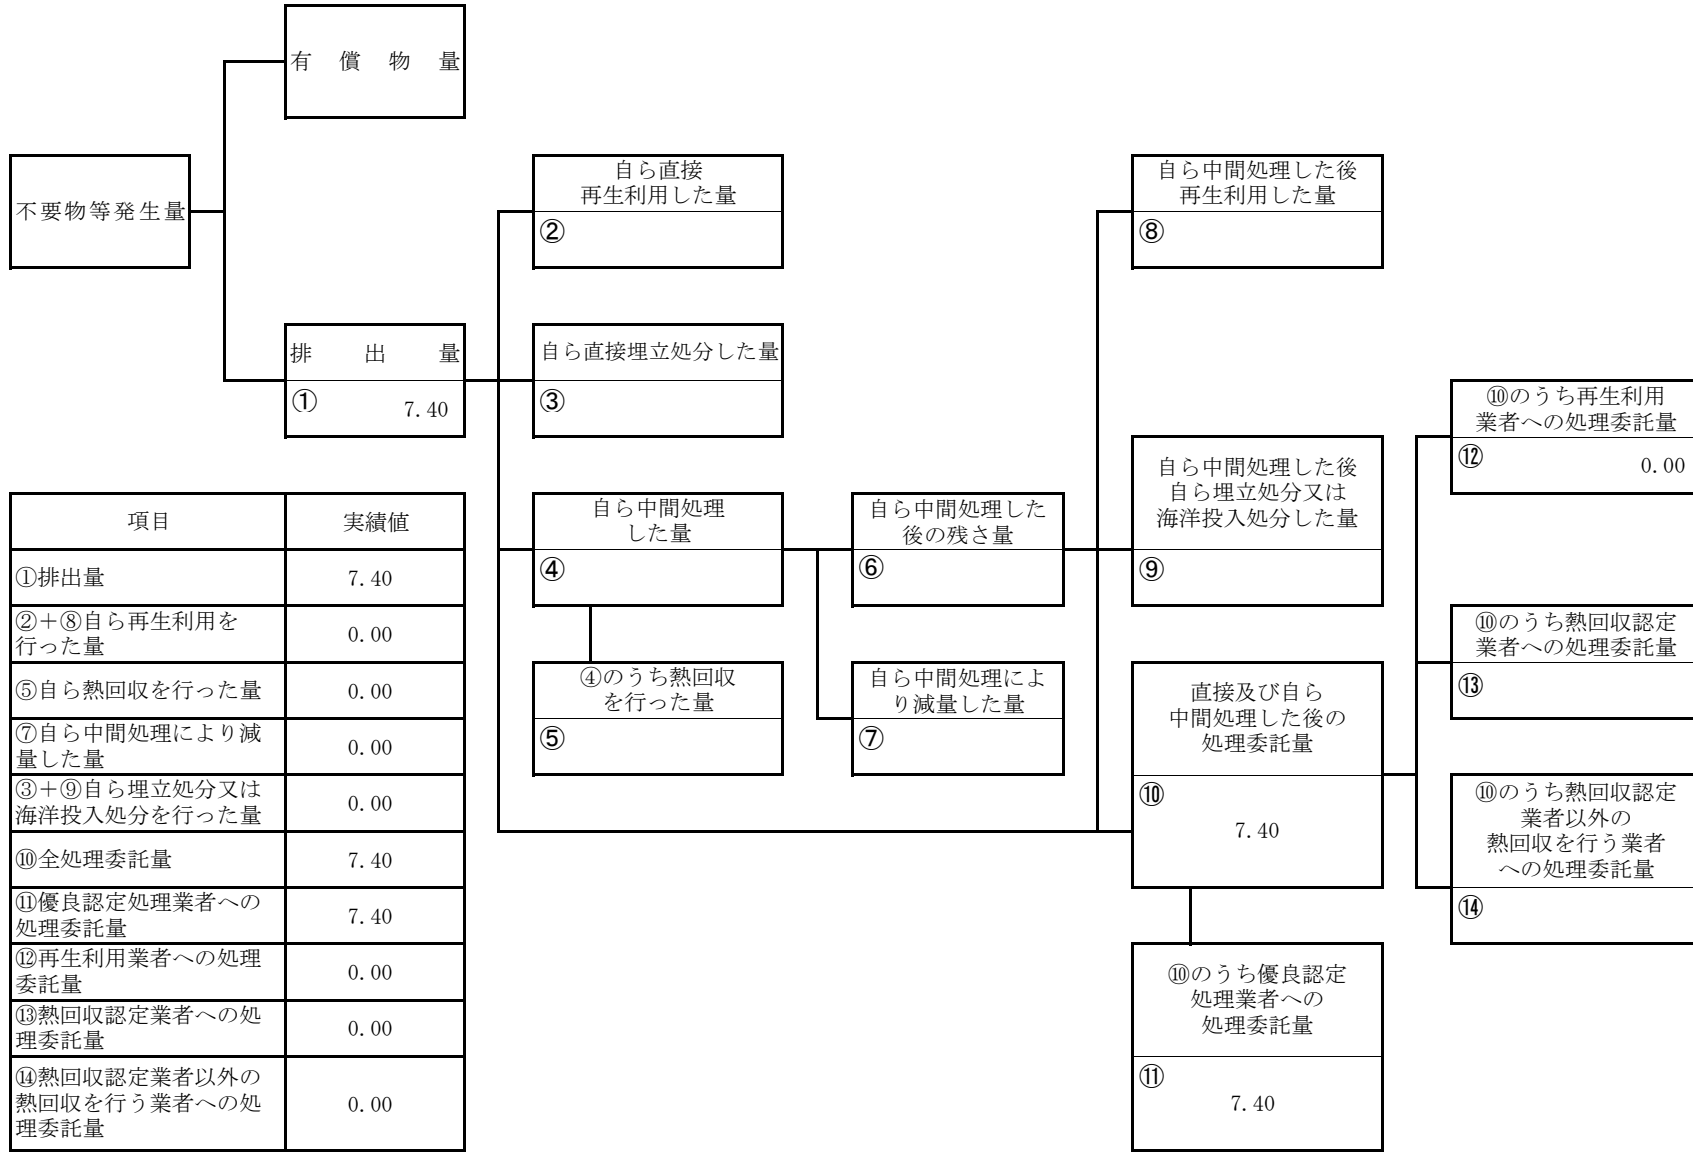 有償物量
不要物等発生量
排出量
①
7.40
自ら直接
再生利用した量
②
自ら直接埋立処分した量
③
自ら中間処理
した量
④
④のうち熱回収
を行った量
⑤
自ら中間処理した
後の残さ量
⑥
自ら中間処理によ
り減量した量
⑦
自ら中間処理した後
再生利用した量
⑧
自ら中間処理した後
自ら埋立処分又は
海洋投入処分した量
⑨
直接及び自ら
中間処理した後の
処理委託量
⑩
7.40
⑩のうち優良認定
処理業者への
処理委託量
⑪
7.40
⑩のうち再生利用
業者への処理委託量
⑫
0.00
⑩のうち熱回収認定
業者への処理委託量
⑬
⑩のうち熱回収認定
業者以外の
熱回収を行う業者
への処理委託量
⑭
項目 実績値
①排出量 7.40
②+⑧自ら再生利用を
行った量 0.00
⑤自ら熱回収を行った量 0.00
⑦自ら中間処理により減
量した量 0.00
③+⑨自ら埋立処分又は
海洋投入処分を行った量 0.00
⑩全処理委託量 7.40
⑪優良認定処理業者への
処理委託量 7.40
⑫再生利用業者への処理
委託量 0.00
⑬熱回収認定業者への処
理委託量 0.00
⑭熱回収認定業者以外の
熱回収を行う業者への処
理委託量 0.00